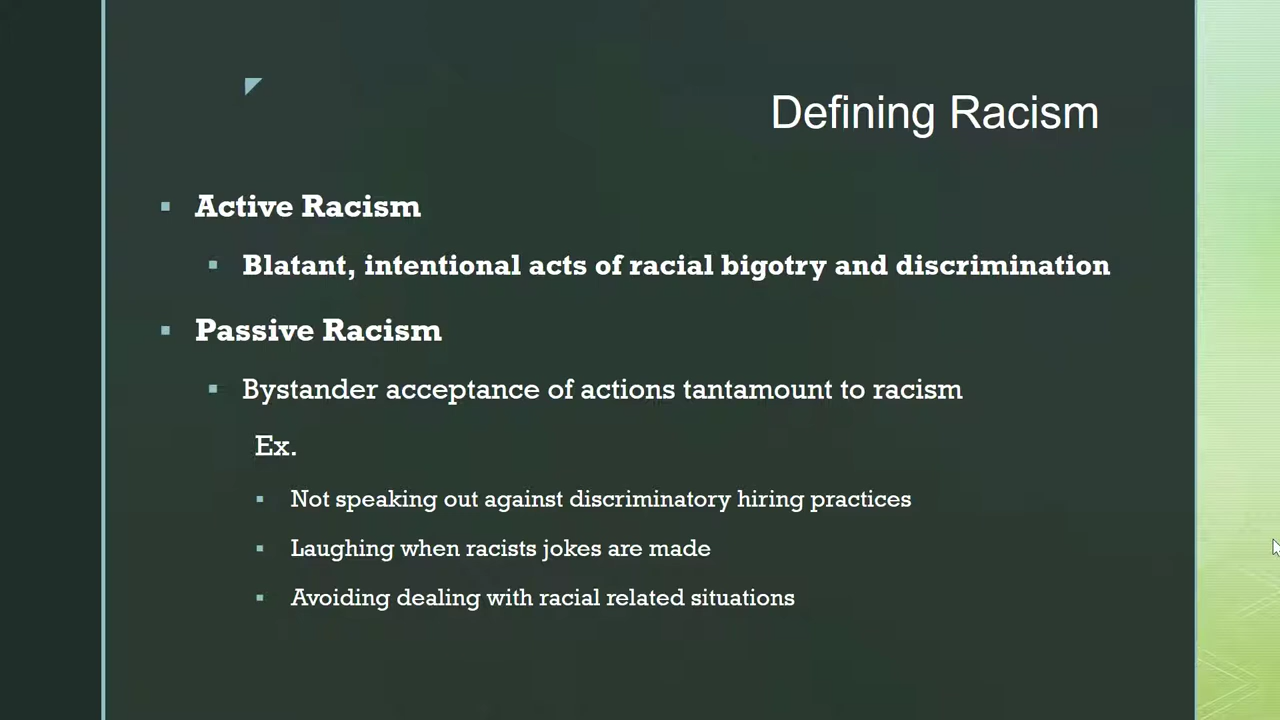 Defining Racism
Active Racism
Blatant, intentional acts of racial bigotry and discrimination
Passive Racism
Bystander acceptance of actions tantamount to racism
Ex.
Not speaking out against discriminatory hiring practices
Laughing when racists jokes are made
Avoiding dealing with racial related situations